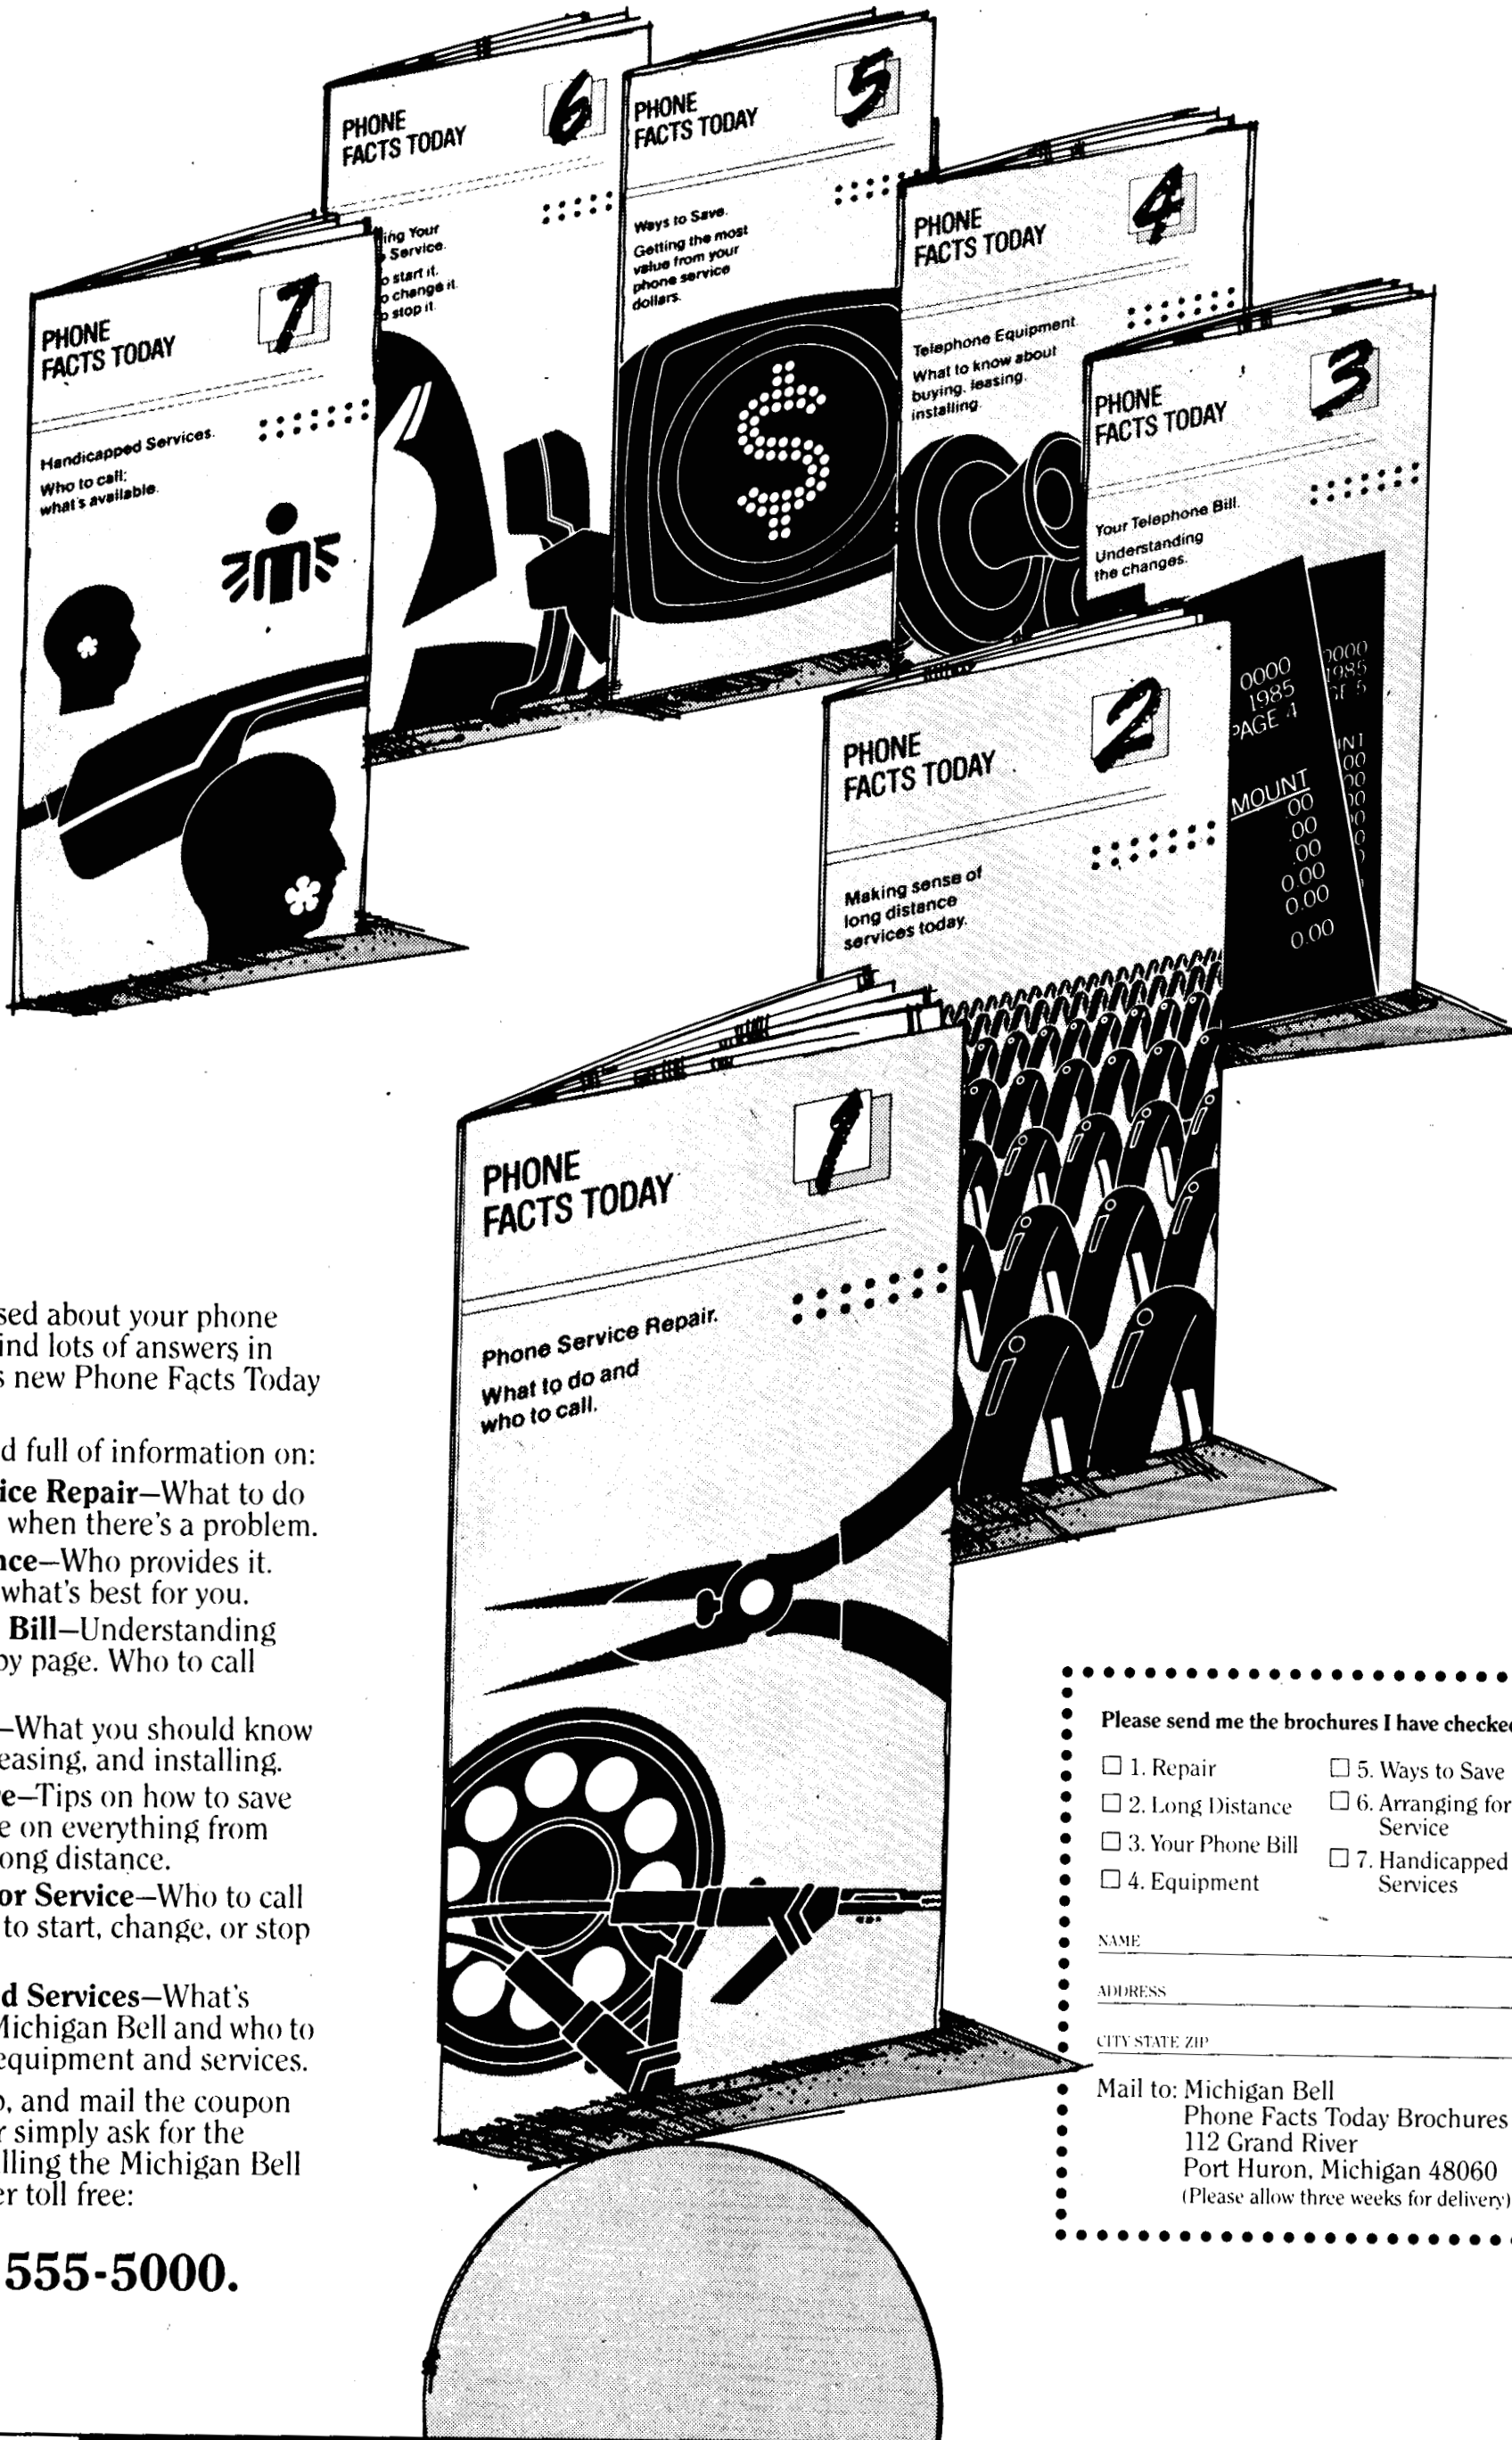 PHONE
FACTS TODAY
6
ing Your
Service.
o start it.
o change it.
o stop it.
PHONE
FACTS TODAY
5
Ways to Save.
Getting the most
value from your
phone service
dollars.
PHONE
FACTS TODAY
4
Telephone Equipment.
What to know about
buying, leasing,
installing.
PHONE
FACTS TODAY
7
Handicapped Services.
Who to call;
what's available.
PHONE
FACTS TODAY
3
Your Telephone Bill.
Understanding
the changes.
0000
1985
PAGE 4
MOUNT
.00
.00
.00
0.00
0.00
0.00
0000
1985
GE 5
UNT
00
00
00
00
0
PHONE
FACTS TODAY
2
Making sense of
long distance
services today.
PHONE
FACTS TODAY
1
Phone Service Repair.
What to do and
who to call.
sed about your phone
ind lots of answers in
s new Phone Facts Today
d full of information on:
ice Repair—What to do
when there's a problem.
nce—Who provides it.
what's best for you.
Bill—Understanding
by page. Who to call
—What you should know
easing, and installing.
e—Tips on how to save
e on everything from
ong distance.
or Service—Who to call
to start, change, or stop
d Services—What's
Michigan Bell and who to
equipment and services.
p, and mail the coupon
r simply ask for the
lling the Michigan Bell
er toll free:
555-5000.
Please send me the brochures I have checked
☐ 1. Repair
☐ 2. Long Distance
☐ 3. Your Phone Bill
☐ 4. Equipment
☐ 5. Ways to Save
☐ 6. Arranging for
Service
☐ 7. Handicapped
Services
NAME
ADDRESS
CITY STATE ZIP
Mail to: Michigan Bell
Phone Facts Today Brochures
112 Grand River
Port Huron, Michigan 48060
(Please allow three weeks for delivery)